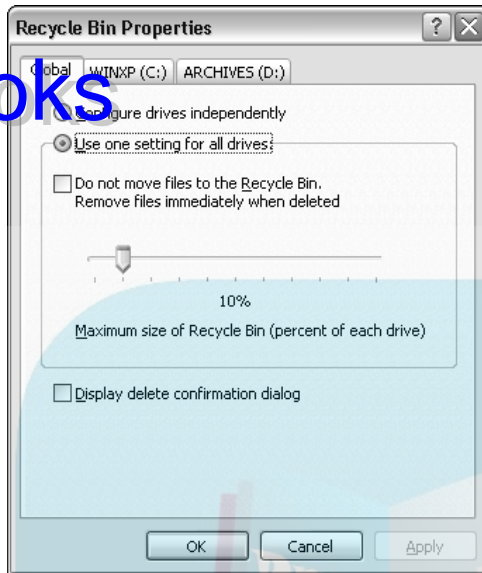 Recycle Bin Properties
Global WINXP (C:) ARCHIVES (D:)
oks
Configure drives independently
Use one setting for all drives:
Do not move files to the Recycle Bin.
Remove files immediately when deleted
10%
Maximum size of Recycle Bin (percent of each drive)
Display delete confirmation dialog
OK Cancel Apply